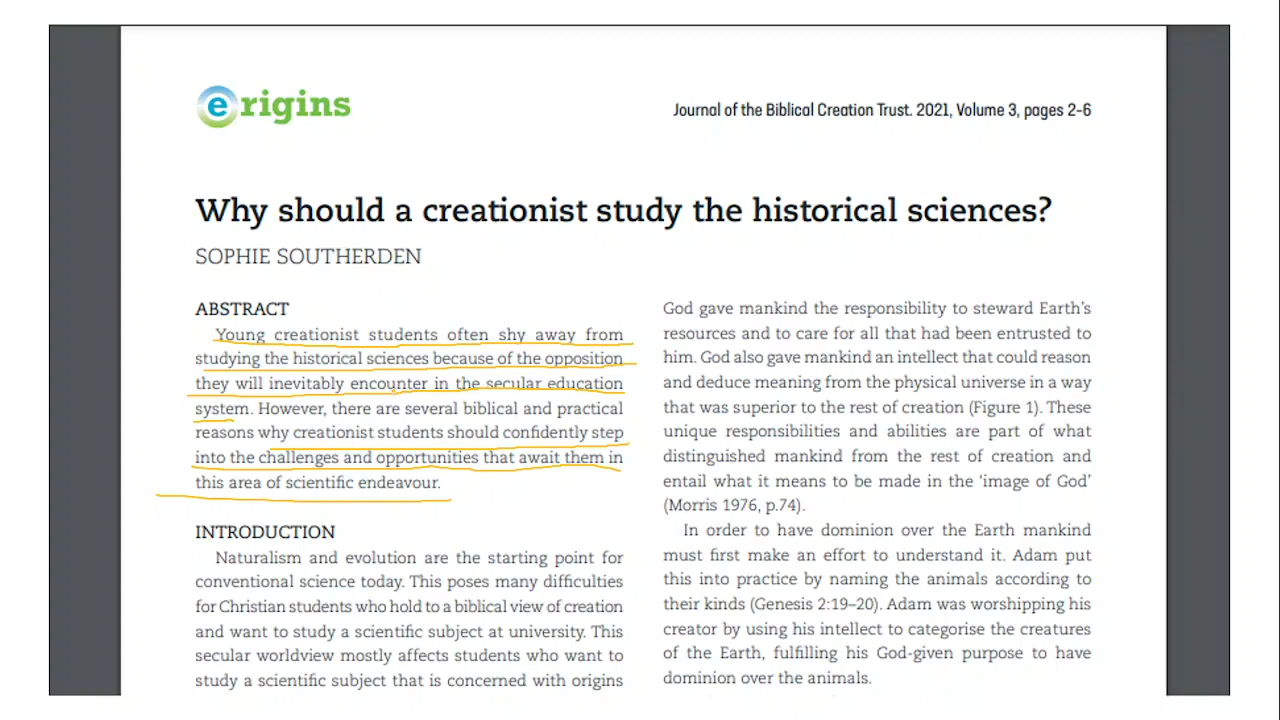 erigins
Journal of the Biblical Creation Trust. 2021, Volume 3, pages 2-6
Why should a creationist study the historical sciences?
SOPHIE SOUTHERDEN
ABSTRACT
Young creationist students often shy away from
studying the historical sciences because of the opposition
they will inevitably encounter in the secular education
system. However, there are several biblical and practical
reasons why creationist students should confidently step
into the challenges and opportunities that await them in
this area of scientific endeavour.
INTRODUCTION
Naturalism and evolution are the starting point for
conventional science today. This poses many difficulties
for Christian students who hold to a biblical view of creation
and want to study a scientific subject at university. This
secular worldview mostly affects students who want to
study a scientific subject that is concerned with origins
God gave mankind the responsibility to steward Earth's
resources and to care for all that had been entrusted to
him. God also gave mankind an intellect that could reason
and deduce meaning from the physical universe in a way
that was superior to the rest of creation (Figure 1). These
unique responsibilities and abilities are part of what
distinguished mankind from the rest of creation and
entail what it means to be made in the 'image of God'
(Morris 1976, p.74).
In order to have dominion over the Earth mankind
must first make an effort to understand it. Adam put
this into practice by naming the animals according to
their kinds (Genesis 2:19–20). Adam was worshipping his
creator by using his intellect to categorise the creatures
of the Earth, fulfilling his God-given purpose to have
dominion over the animals.